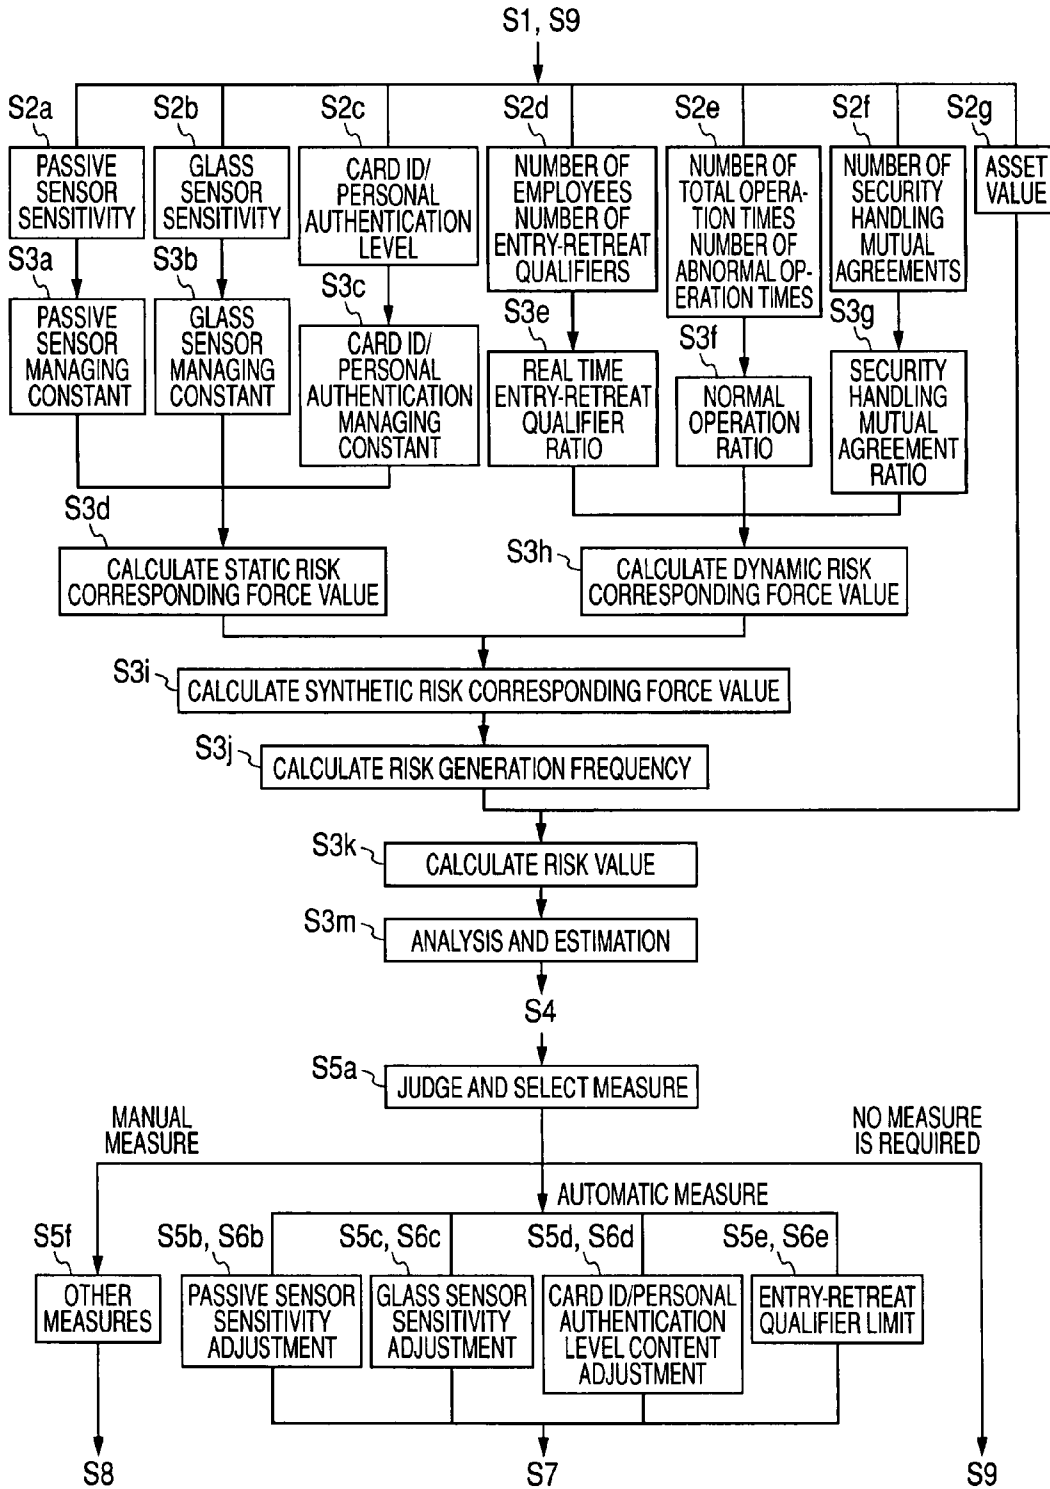 S1, S9
S2a
S2b
S2c
S2d
S2e
S2f
S2g
PASSIVE
SENSOR
SENSITIVITY
GLASS
SENSOR
SENSITIVITY
CARD ID/
PERSONAL
AUTHENTICATION
LEVEL
NUMBER OF
EMPLOYEES
NUMBER OF
ENTRY-RETREAT
QUALIFIERS
NUMBER OF
TOTAL OPERA-
TION TIMES
NUMBER OF
ABNORMAL OP-
ERATION TIMES
NUMBER OF
SECURITY
HANDLING
MUTUAL
AGREEMENTS
ASSET
VALUE
S3a
S3b
S3c
S3e
S3f
S3g
PASSIVE
SENSOR
MANAGING
CONSTANT
GLASS
SENSOR
MANAGING
CONSTANT
CARD ID/
PERSONAL
AUTHENTICATION
MANAGING
CONSTANT
REAL TIME
ENTRY-RETREAT
QUALIFIER
RATIO
NORMAL
OPERATION
RATIO
SECURITY
HANDLING
MUTUAL
AGREEMENT
RATIO
S3d
CALCULATE STATIC RISK
CORRESPONDING FORCE VALUE
S3h
CALCULATE DYNAMIC RISK
CORRESPONDING FORCE VALUE
S3i
CALCULATE SYNTHETIC RISK CORRESPONDING FORCE VALUE
S3j
CALCULATE RISK GENERATION FREQUENCY
S3k
CALCULATE RISK VALUE
S3m
ANALYSIS AND ESTIMATION
S4
S5a
JUDGE AND SELECT MEASURE
MANUAL
MEASURE
NO MEASURE
IS REQUIRED
AUTOMATIC MEASURE
S5f
S5b, S6b
S5c, S6c
S5d, S6d
S5e, S6e
OTHER
MEASURES
PASSIVE SENSOR
SENSITIVITY
ADJUSTMENT
GLASS SENSOR
SENSITIVITY
ADJUSTMENT
CARD ID/PERSONAL
AUTHENTICATION
LEVEL CONTENT
ADJUSTMENT
ENTRY-RETREAT
QUALIFIER LIMIT
S8
S7
S9